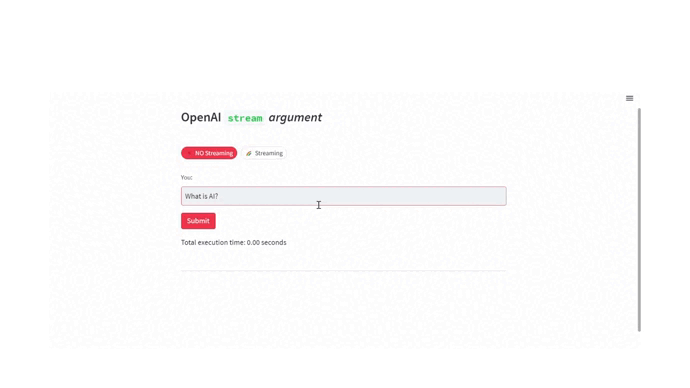 OpenAI stream argument
NO Streaming Streaming
You:
What is AI?
Submit
Total execution time: 0.00 seconds